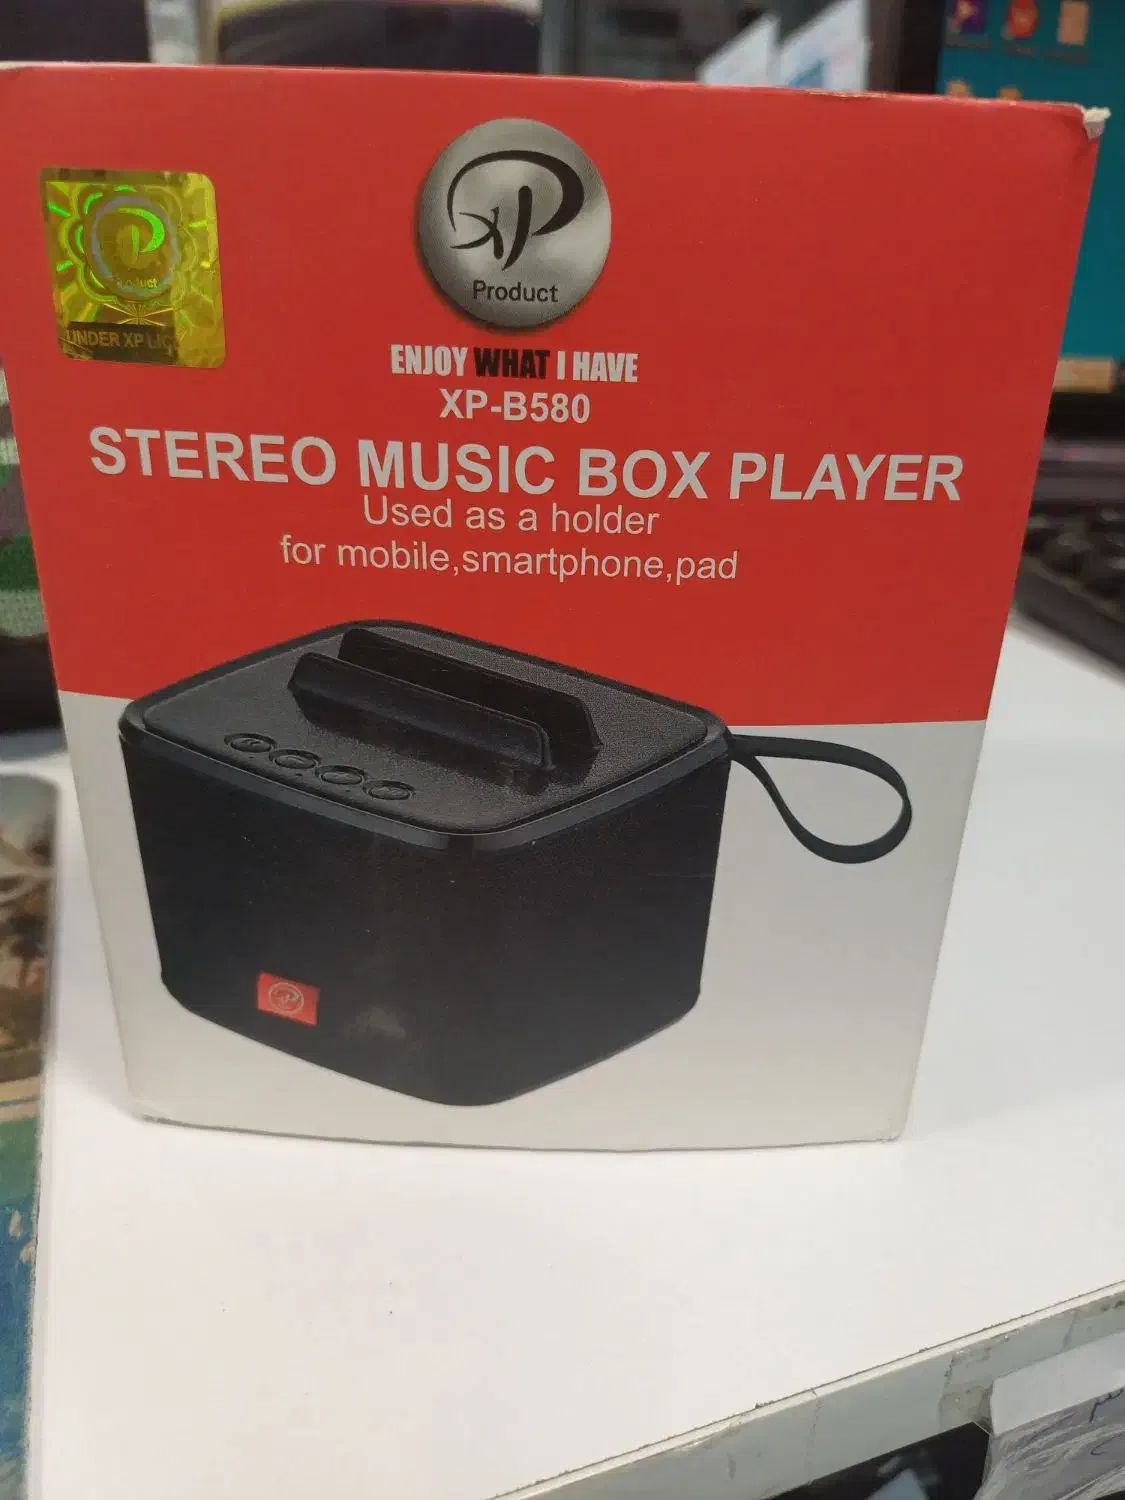 XP
Product
UNDER XP
ENJOY WHAT I HAVE
XP-B580
STEREO MUSIC BOX PLAYER
Used as a holder
for mobile,smartphone,pad